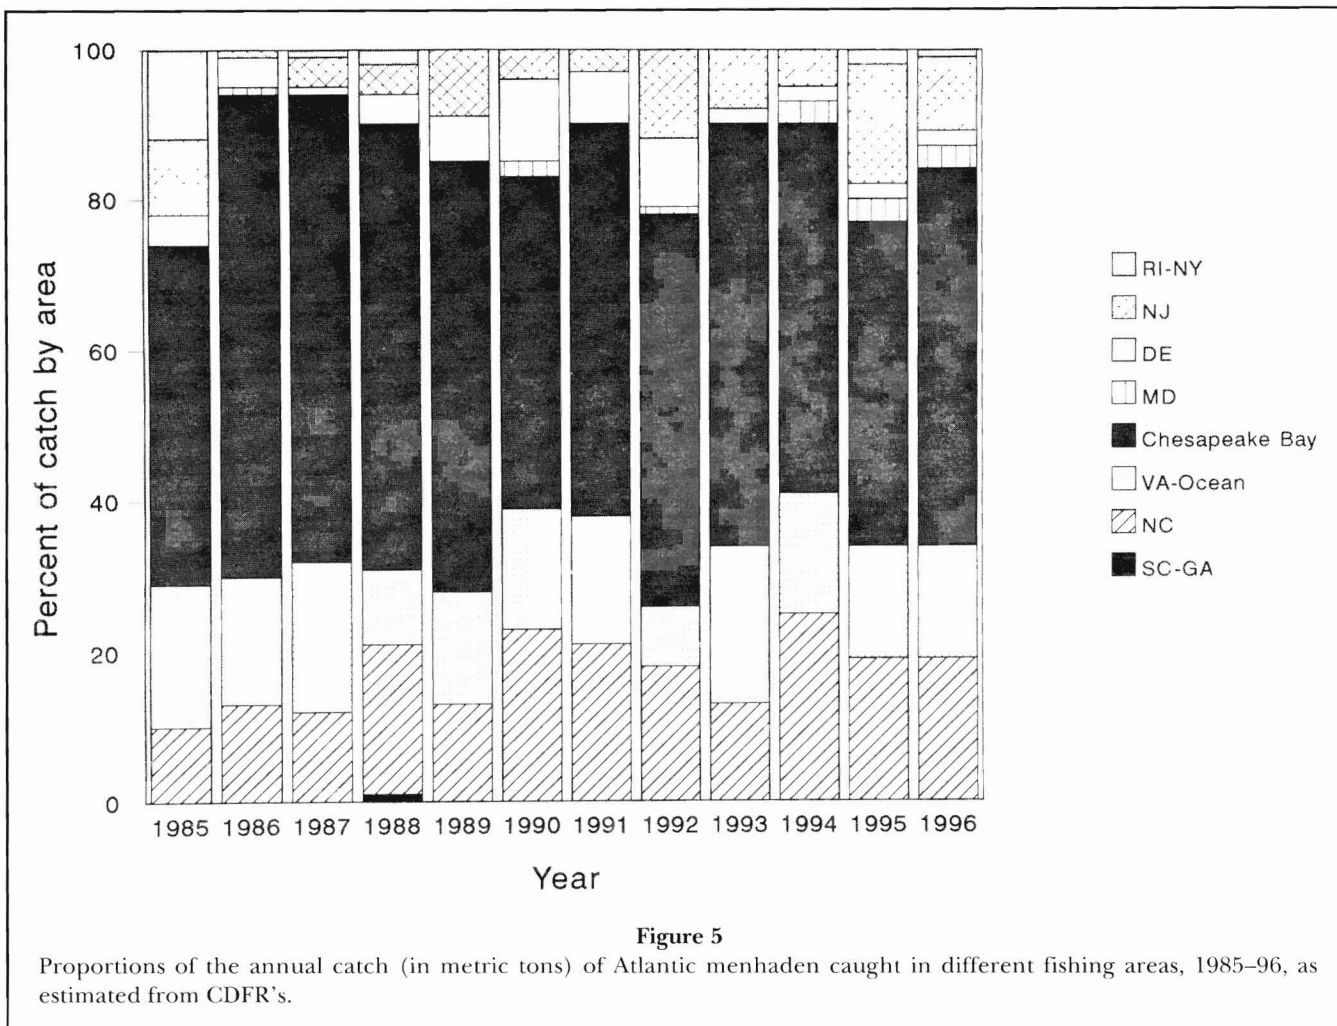 100
80
60
40
20
0
Percent of catch by area
1985 1986 1987 1988 1989 1990 1991 1992 1993 1994 1995 1996
Year
RI-NY
NJ
DE
MD
Chesapeake Bay
VA-Ocean
NC
SC-GA
Figure 5
Proportions of the annual catch (in metric tons) of Atlantic menhaden caught in different fishing areas, 1985–96, as
estimated from CDFR's.